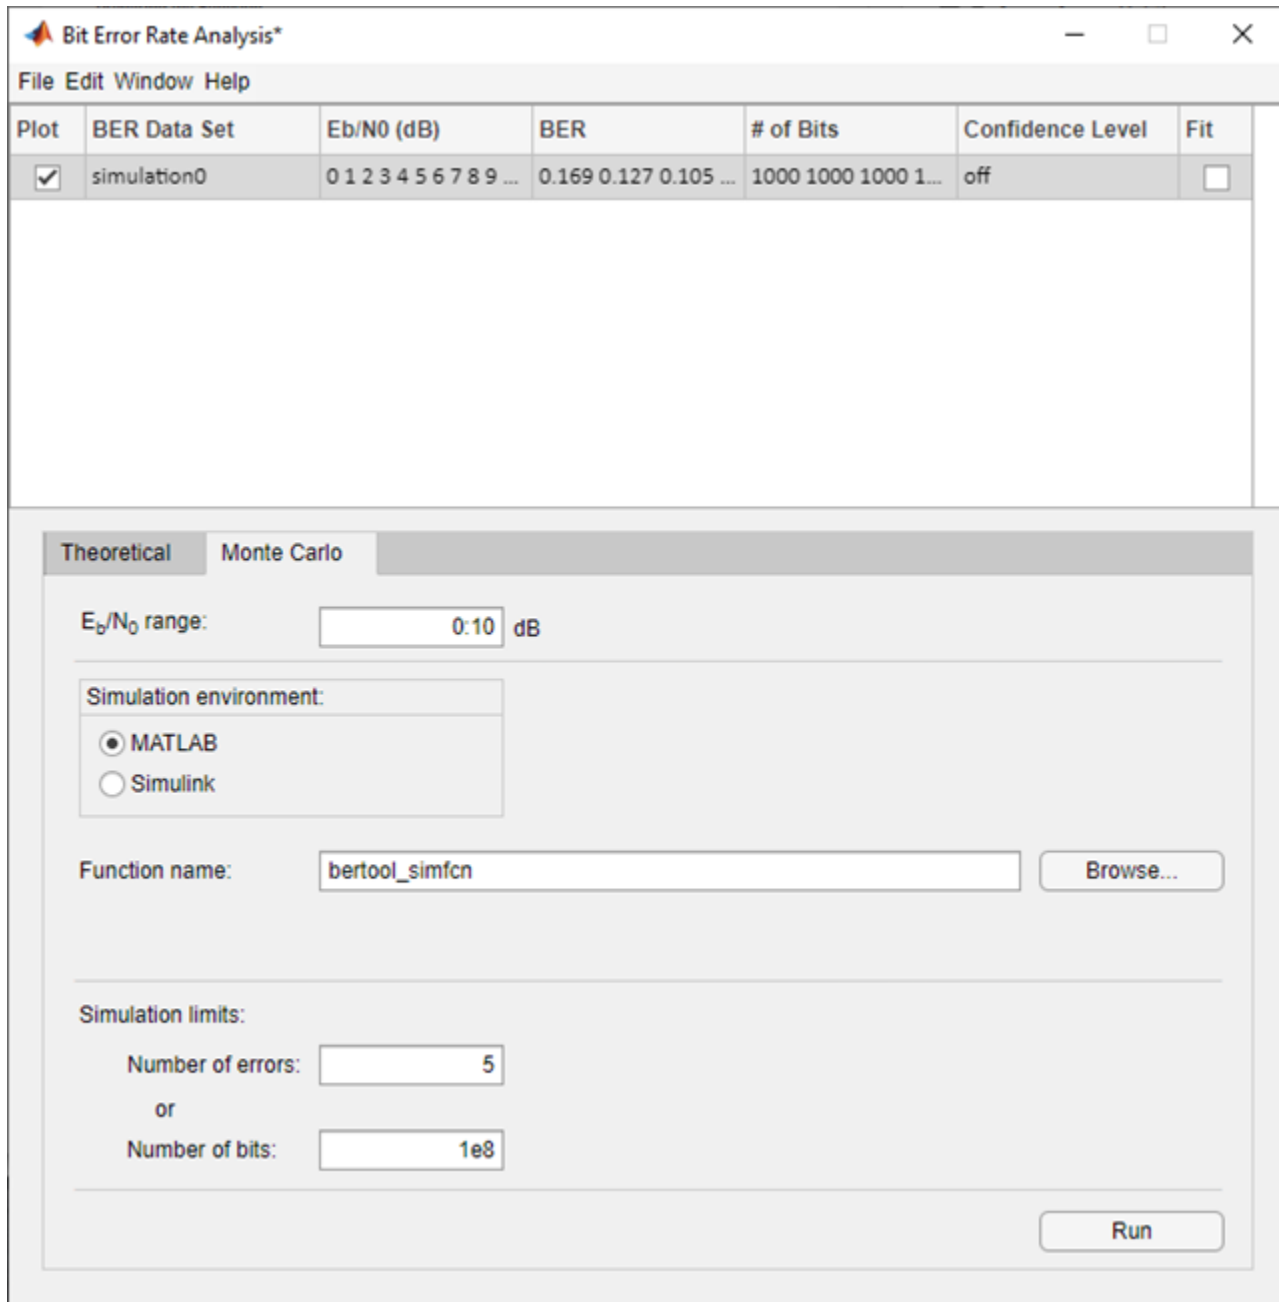 Bit Error Rate Analysis*
File Edit Window Help
Plot BER Data Set Eb/N0 (dB) BER # of Bits Confidence Level Fit
simulation0 0 1 2 3 4 5 6 7 8 9 ... 0.169 0.127 0.105 ... 1000 1000 1000 1... off
Theoretical Monte Carlo
Eb/N0 range: 0:10 dB
Simulation environment:
MATLAB
Simulink
Function name: bertool_simfcn Browse...
Simulation limits:
Number of errors: 5
or
Number of bits: 1e8
Run